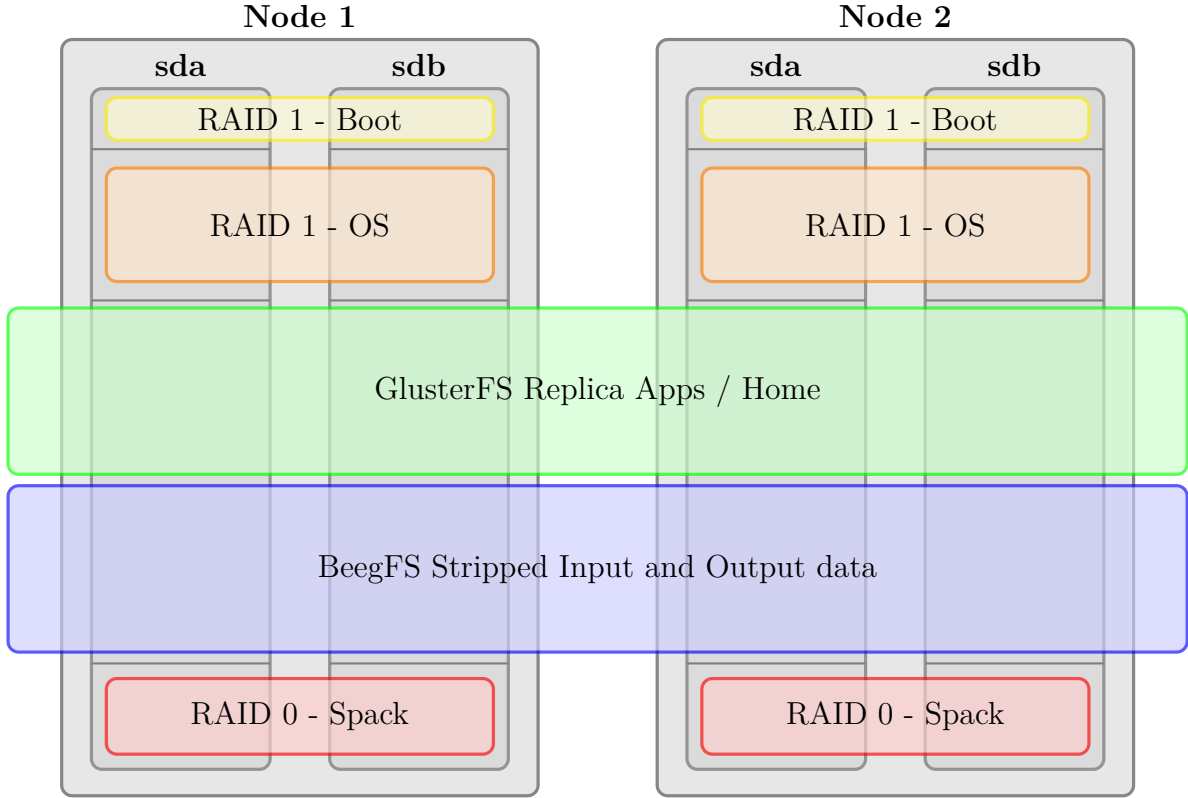 Node 1
Node 2
sda
sdb
sda
sdb
RAID 1 - Boot
RAID 1 - Boot
RAID 1 - OS
RAID 1 - OS
GlusterFS Replica Apps / Home
BeegFS Stripped Input and Output data
RAID 0 - Spack
RAID 0 - Spack